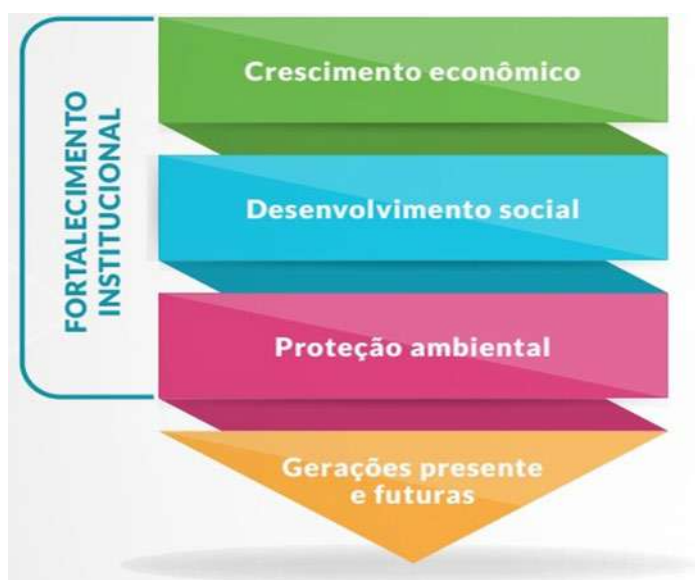 FORTALECIMENTO
INSTITUCIONAL
Crescimento econômico
Desenvolvimento social
Proteção ambiental
Gerações presente
e futuras